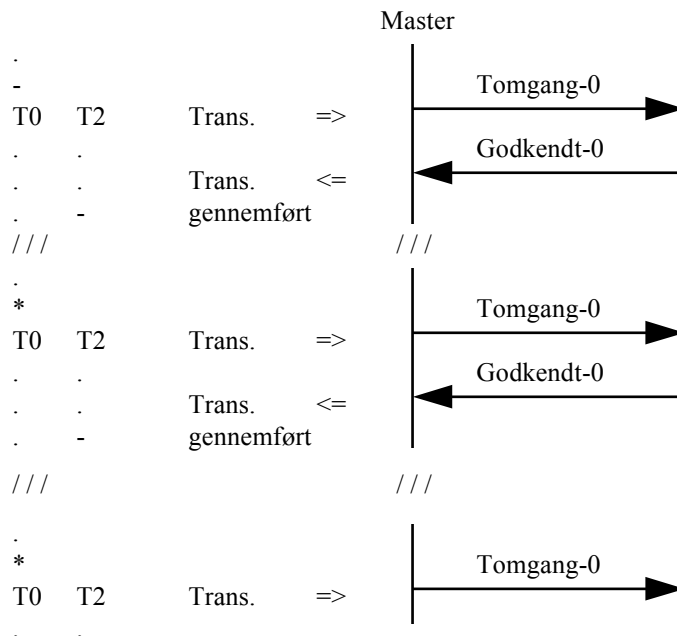 Master
.
-
Tomgang-0
T0 T2 Trans. =>
Godkendt-0
. .
. . Trans. <=
. - gennemført
/ / / / / /
.
*
Tomgang-0
T0 T2 Trans. =>
Godkendt-0
. .
. . Trans. <=
. - gennemført
/ / / / / /
.
*
Tomgang-0
T0 T2 Trans. =>
. .